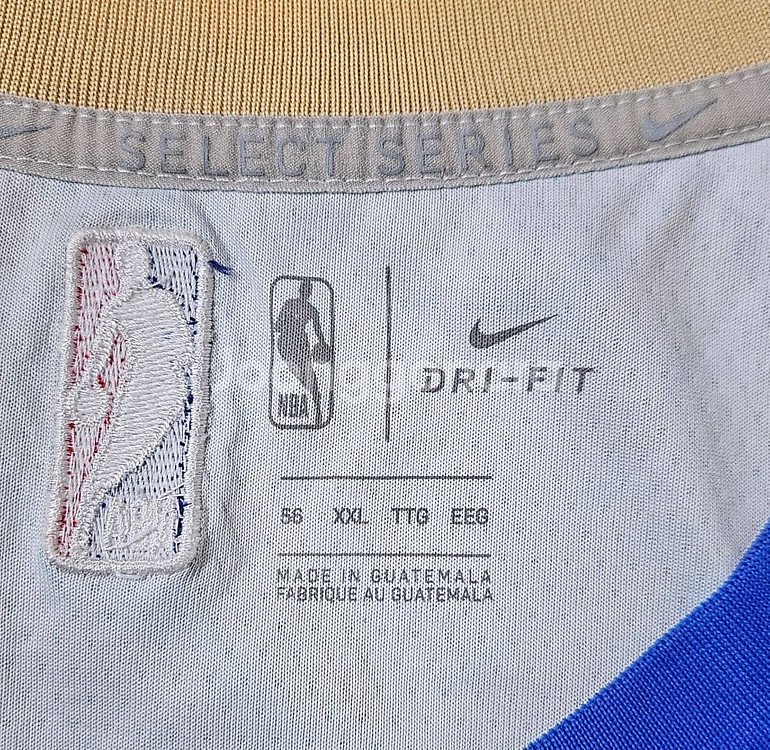 SELECT SERIES
NBA
DRI-FIT
56 XXL TTG EEG
MADE IN GUATEMALA
FABRIQUE AU GUATEMALA